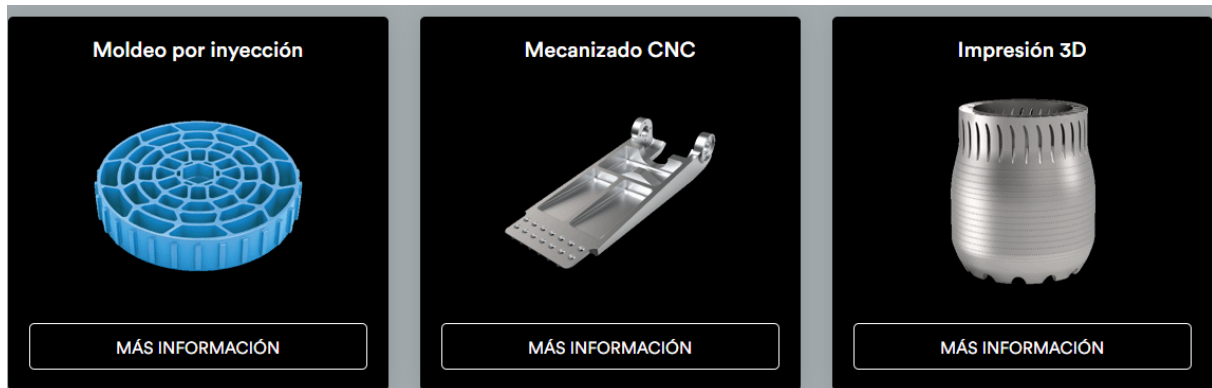 Moldeo por inyección
MÁS INFORMACIÓN
Mecanizado CNC
MÁS INFORMACIÓN
Impresión 3D
MÁS INFORMACIÓN